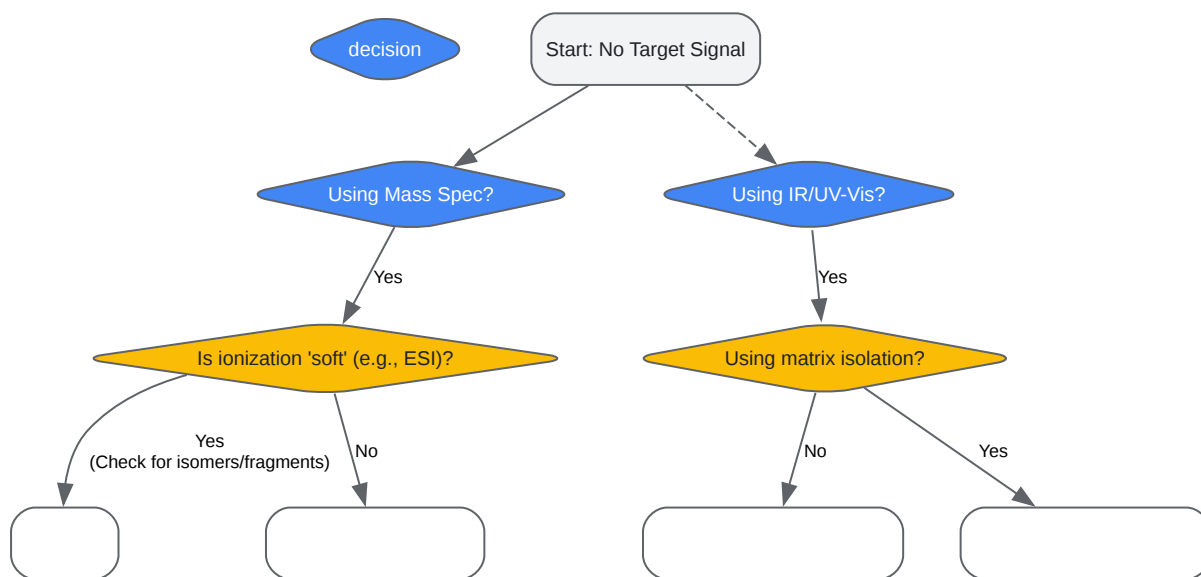 decision
Start: No Target Signal
Using Mass Spec?
Using IR/UV-Vis?
Yes
Yes
Is ionization 'soft' (e.g., ESI)?
Using matrix isolation?
Yes
(Check for isomers/fragments)
No
No
Yes